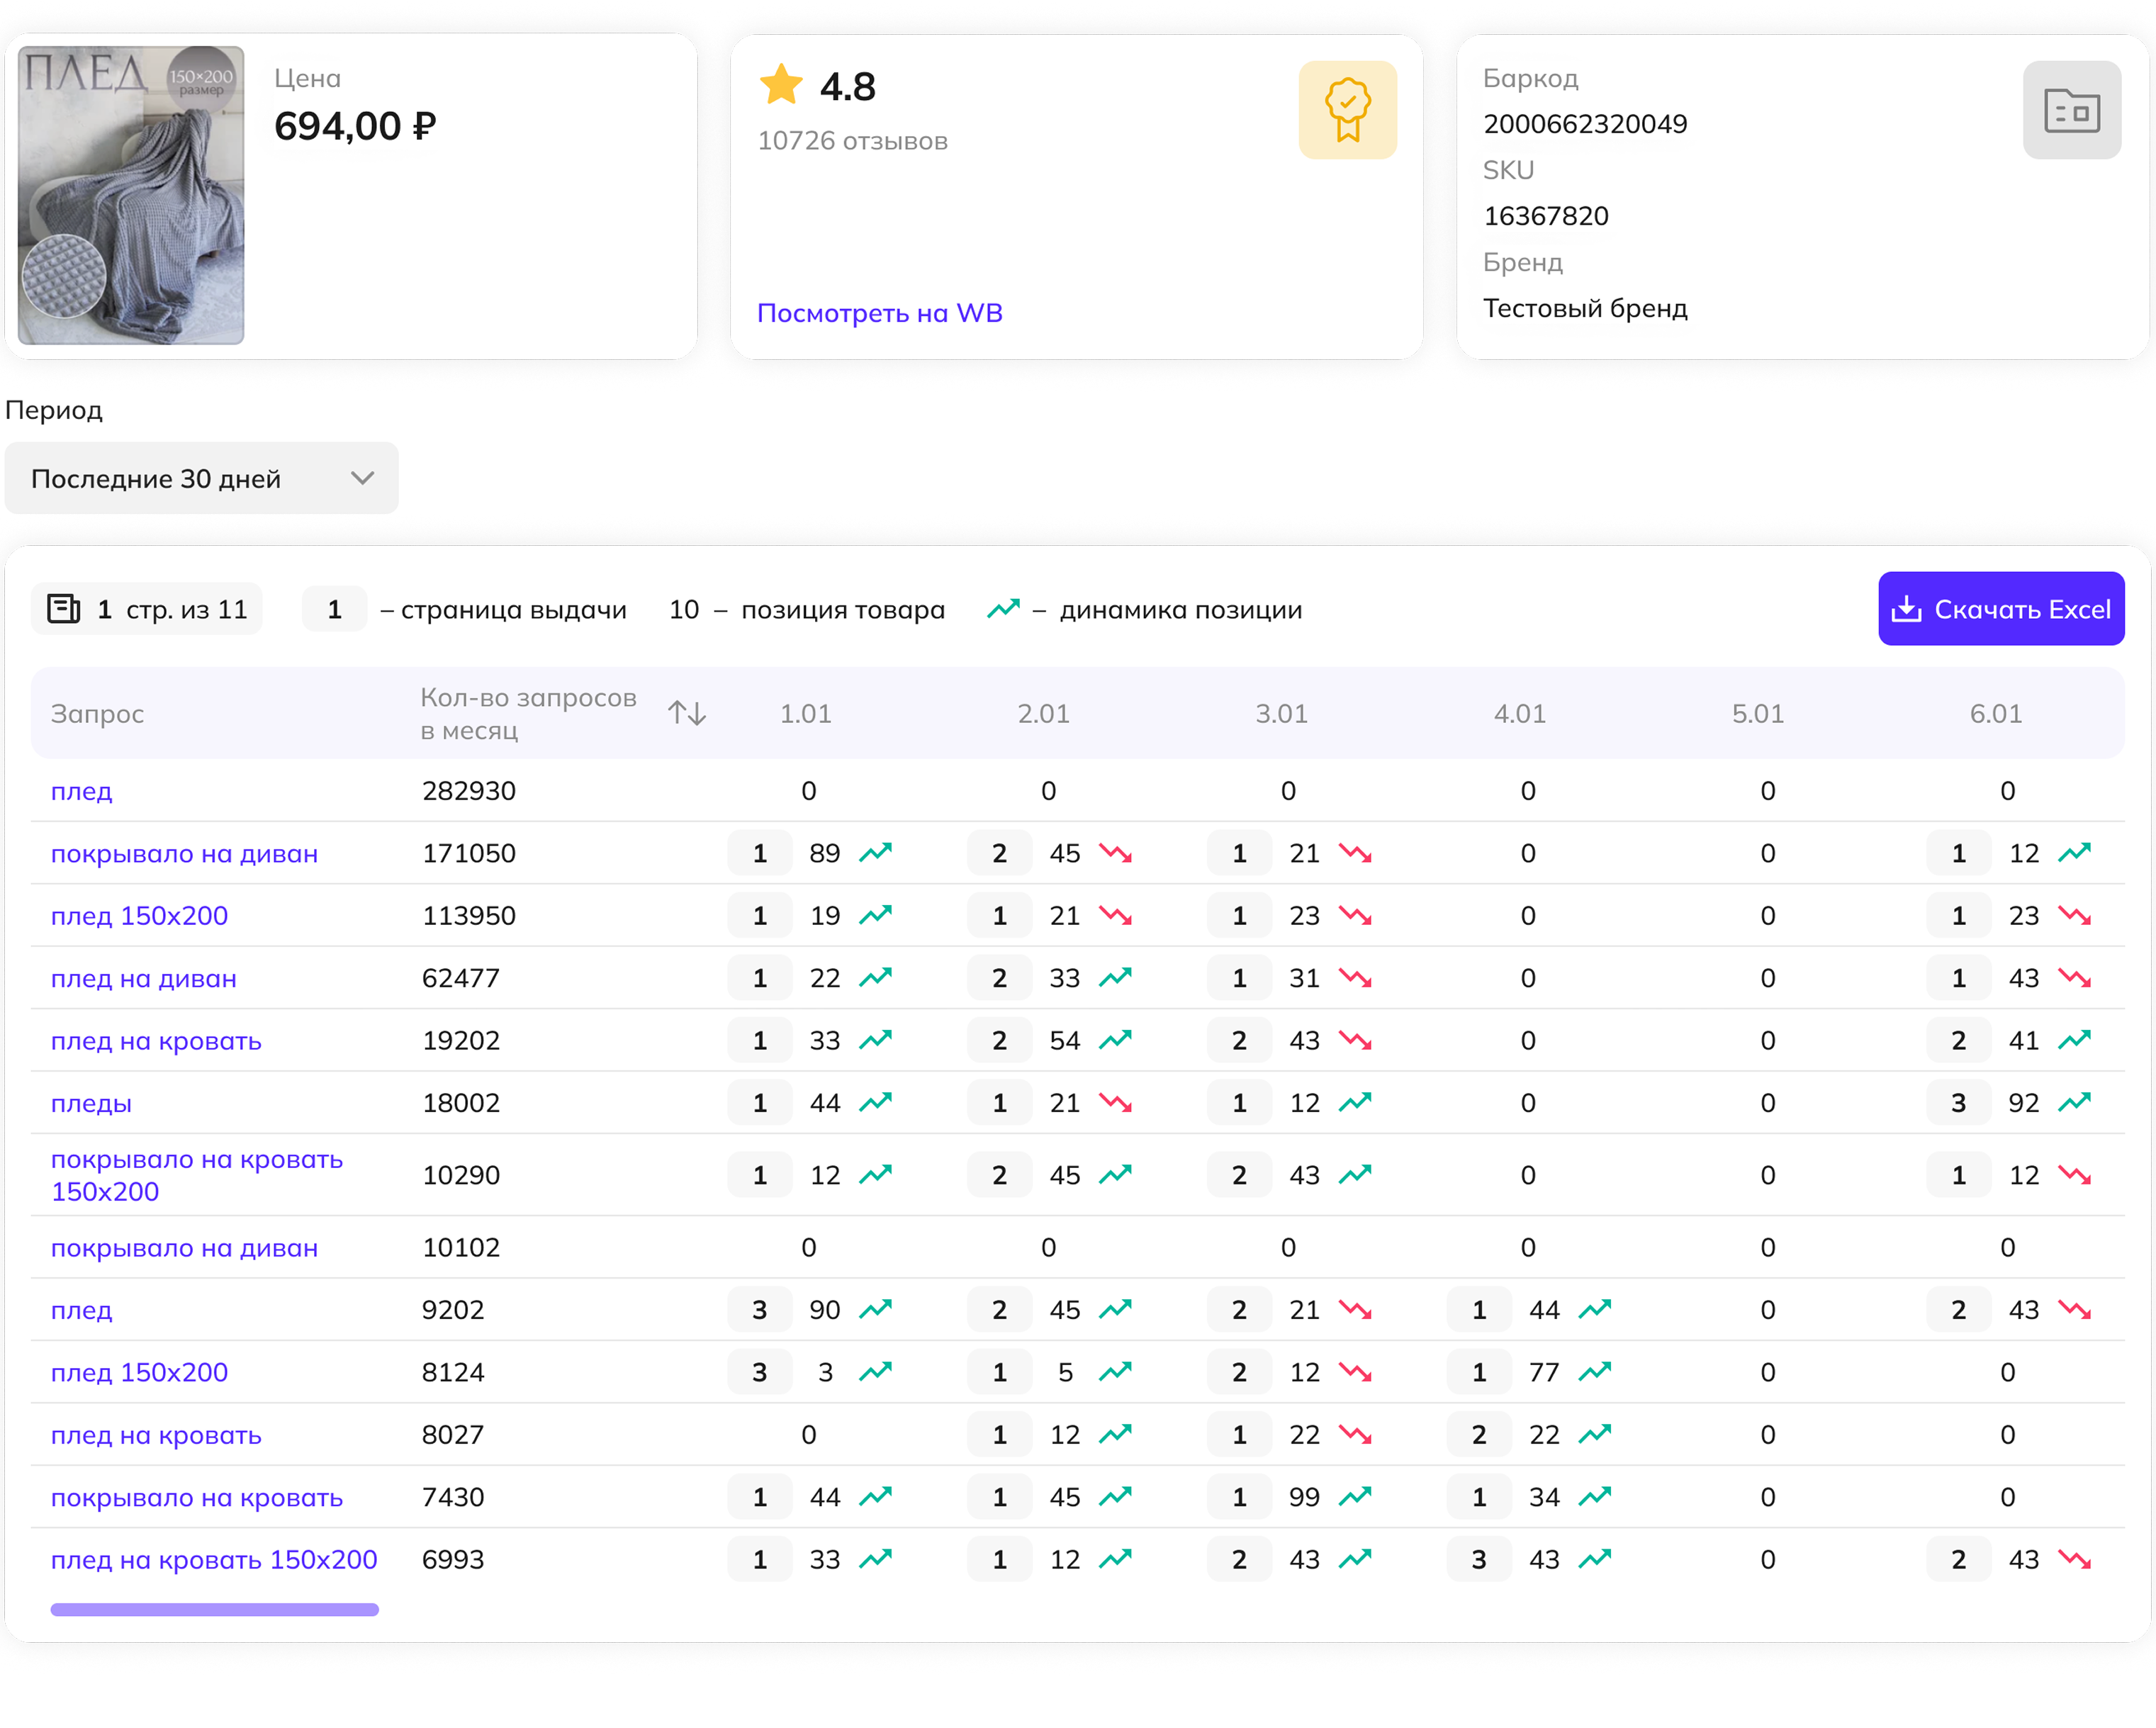 ПЛЕД
150×200
размер
Цена
694,00 ₽
4.8
10726 отзывов
Посмотреть на WB
Баркод
2000662320049
SKU
16367820
Бренд
Тестовый бренд
Период
Последние 30 дней
1 стр. из 11 1 – страница выдачи 10 – позиция товара – динамика позиции Скачать Excel
Запрос Кол-во запросов в месяц 1.01 2.01 3.01 4.01 5.01 6.01
плед 282930 0 0 0 0 0 0
покрывало на диван 171050 1 89 2 45 1 21 0 0 1 12
плед 150х200 113950 1 19 1 21 1 23 0 0 1 23
плед на диван 62477 1 22 2 33 1 31 0 0 1 43
плед на кровать 19202 1 33 2 54 2 43 0 0 2 41
пледы 18002 1 44 1 21 1 12 0 0 3 92
покрывало на кровать 150х200 10290 1 12 2 45 2 43 0 0 1 12
покрывало на диван 10102 0 0 0 0 0 0
плед 9202 3 90 2 45 2 21 1 44 0 2 43
плед 150х200 8124 3 3 1 5 2 12 1 77 0 0
плед на кровать 8027 0 1 12 1 22 2 22 0 0
покрывало на кровать 7430 1 44 1 45 1 99 1 34 0 0
плед на кровать 150х200 6993 1 33 1 12 2 43 3 43 0 2 43